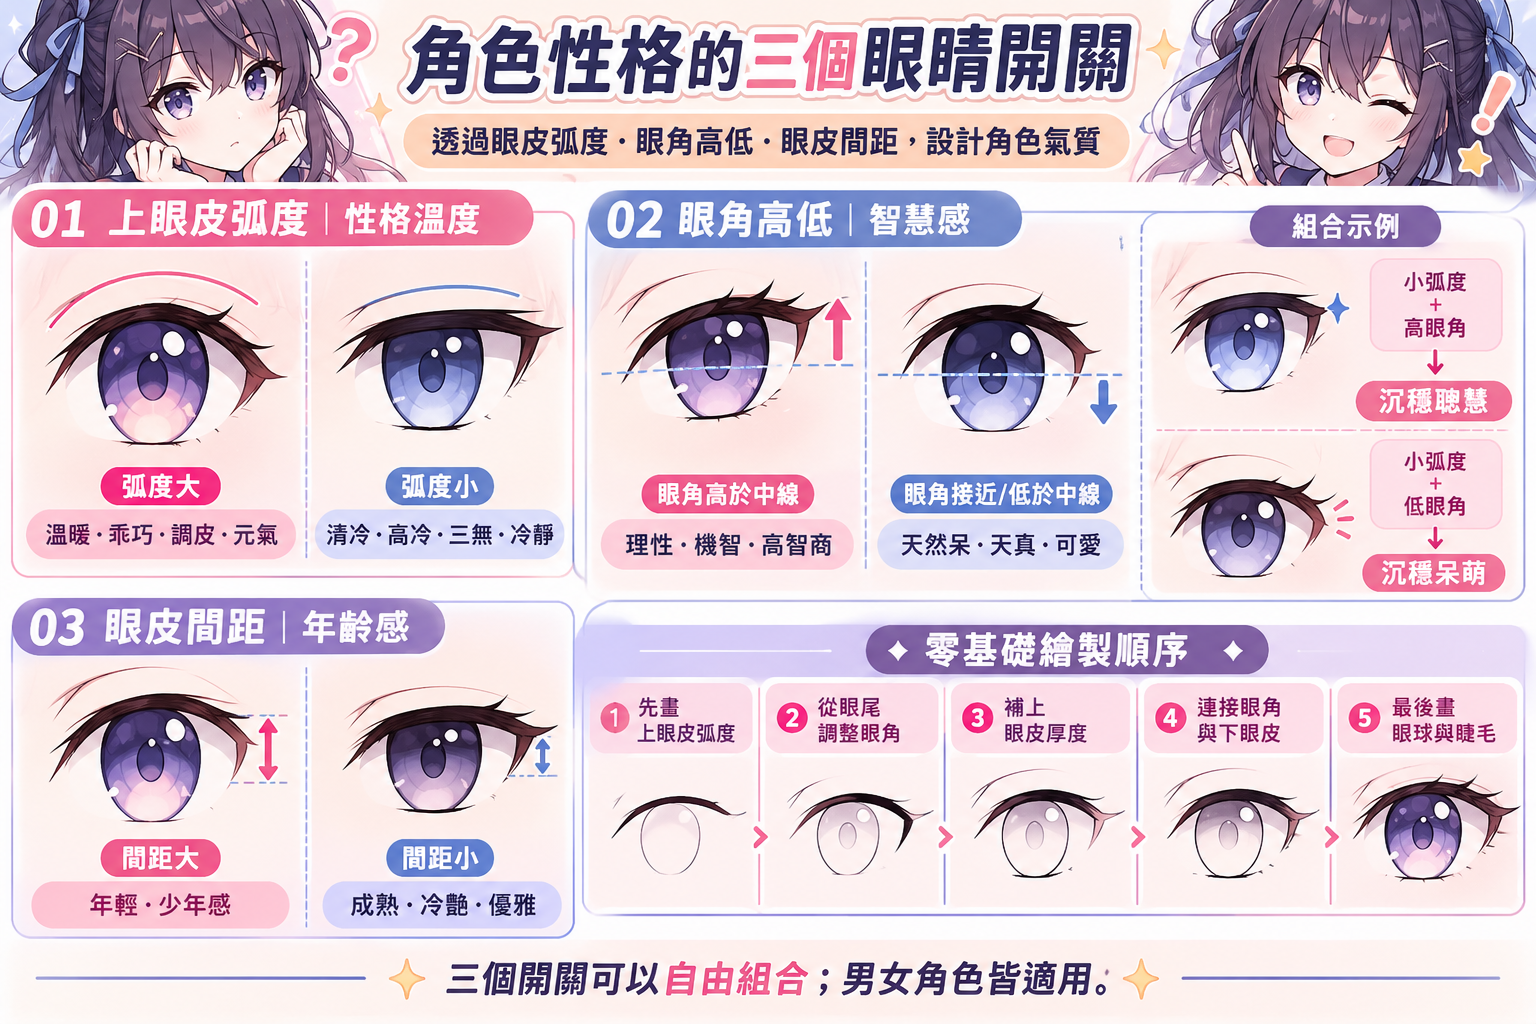 角色性格的三個眼睛開關
?
!
透過眼皮弧度·眼角高低·眼皮間距，設計角色氣質
01 上眼皮弧度｜性格溫度
弧度大
溫暖·乖巧·調皮·元氣
弧度小
清冷·高冷·三無·冷靜
02 眼角高低｜智慧感
眼角高於中線
理性·機智·高智商
眼角接近/低於中線
天然呆·天真·可愛
組合示例
小弧度
+
高眼角
沉穩聰慧
小弧度
+
低眼角
沉穩呆萌
03 眼皮間距｜年齡感
間距大
年輕·少年感
間距小
成熟·冷艷·優雅
零基礎繪製順序
1 先畫
上眼皮弧度
2 從眼尾
調整眼角
3 補上
眼皮厚度
4 連接眼角
與下眼皮
5 最後畫
眼球與睫毛
三個開關可以自由組合；男女角色皆適用。